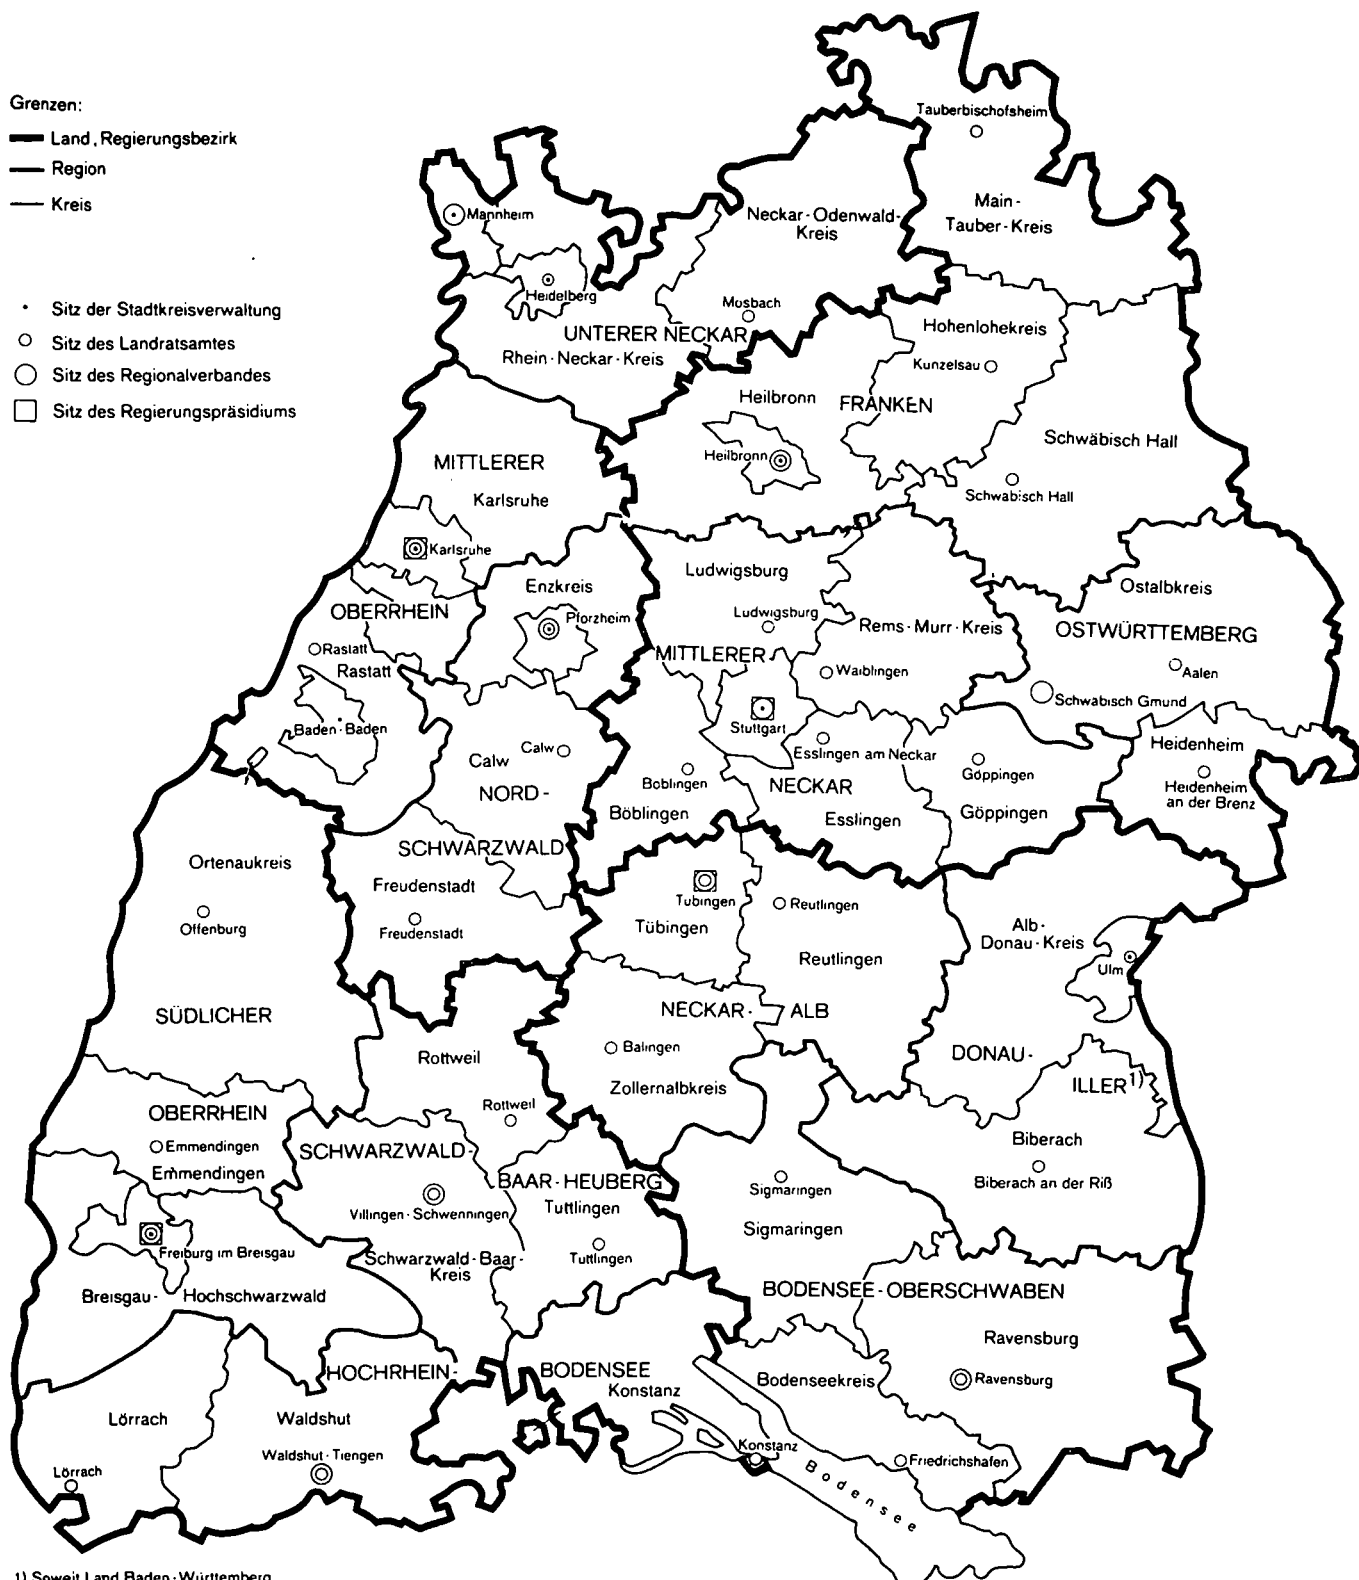 Grenzen:
Land, Regierungsbezirk
Region
Kreis
Sitz der Stadtkreisverwaltung
Sitz des Landratsamtes
Sitz des Regionalverbandes
Sitz des Regierungspräsidiums
Tauberbischofsheim
Main-
Tauber-Kreis
Neckar-Odenwald-
Kreis
Mannheim
Heidelberg
Mosbach
UNTERER NECKAR
Rhein-Neckar-Kreis
Hohenlohekreis
Kunzelsau
Heilbronn
FRANKEN
Heilbronn
Schwäbisch Hall
Schwäbisch Hall
MITTLERER
Karlsruhe
Karlsruhe
OBERRHEIN
Enzkreis
Pforzheim
Rastatt
Rastatt
Baden-Baden
Ludwigsburg
Ludwigsburg
MITTLERER
Rems-Murr-Kreis
Waiblingen
Stuttgart
Ostalbkreis
OSTWÜRTTEMBERG
Aalen
Schwäbisch Gmund
Calw
Calw
NORD-
Boblingen
Böblingen
Esslingen am Neckar
NECKAR
Esslingen
Göppingen
Göppingen
Heidenheim
Heidenheim
an der Brenz
SCHWARZWALD
Freudenstadt
Freudenstadt
Ortenaukreis
Offenburg
SÜDLICHER
Tubingen
Tübingen
Reutlingen
Reutlingen
Alb-
Donau-Kreis
Ulm
NECKAR-
ALB
Balingen
Zollernalbkreis
DONAU-
ILLER1)
Rottweil
Rottweil
OBERRHEIN
Emmendingen
Emmendingen
SCHWARZWALD-
BAAR-HEUBERG
Villingen-Schwenningen
Tuttlingen
Tuttlingen
Schwarzwald-Baar-
Kreis
Biberach
Biberach an der Riß
Sigmaringen
Sigmaringen
Freiburg im Breisgau
Breisgau-
Hochschwarzwald
BODENSEE-OBERSCHWABEN
Ravensburg
Ravensburg
HOCHRHEIN-
BODENSEE
Konstanz
Bodenseekreis
Lörrach
Lörrach
Waldshut
Waldshut-Tiengen
Konstanz
Friedrichshafen
Bodensee
1) Soweit Land Baden-Württemberg